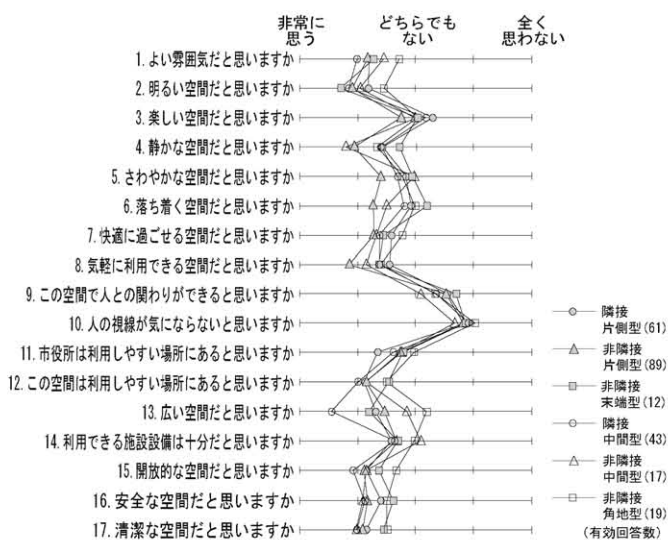 非常に
思う
どちらでも
ない
全く
思わない
1. よい雰囲気だと思いますか
2. 明るい空間だと思いますか
3. 楽しい空間だと思いますか
4. 静かな空間だと思いますか
5. さわやかな空間だと思いますか
6. 落ち着く空間だと思いますか
7. 快適に過ごせる空間だと思いますか
8. 気軽に利用できる空間だと思いますか
9. この空間で人との関わりができると思いますか
10. 人の視線が気にならないと思いますか
11. 市役所は利用しやすい場所にあると思いますか
12. この空間は利用しやすい場所にあると思いますか
13. 広い空間だと思いますか
14. 利用できる施設設備は十分だと思いますか
15. 開放的な空間だと思いますか
16. 安全な空間だと思いますか
17. 清潔な空間だと思いますか
隣接
片側型(61)
非隣接
片側型(89)
非隣接
末端型(12)
隣接
中間型(43)
非隣接
中間型(17)
非隣接
角地型(19)
(有効回答数)